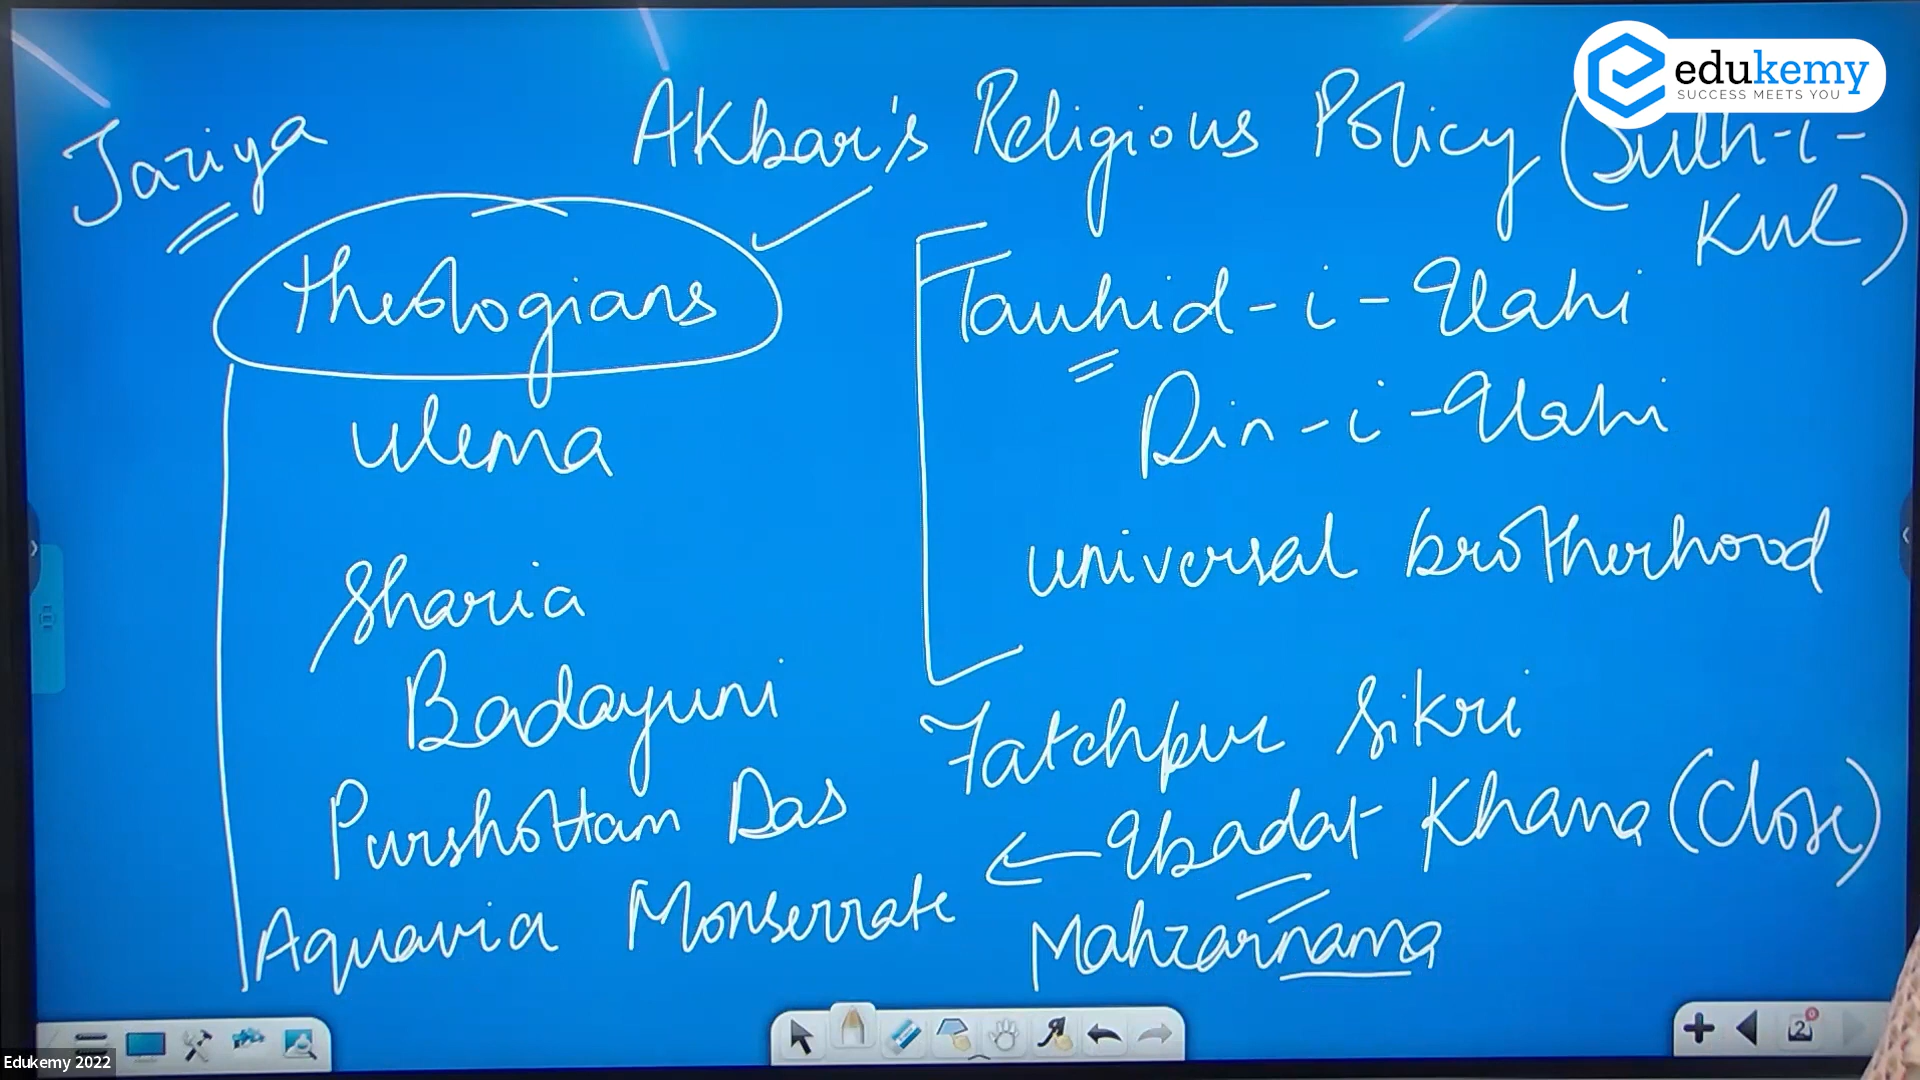 edukemy
SUCCESS MEETS YOU
Jaziya
Akbar's Religious Policy (Sulh-i-
Kul)
theologians
Tauhid-i-Ilahi
ulema
Din-i-Ilahi
universal brotherhood
Sharia
Badayuni
Fatehpur Sikri
Purshottam Das
Ibadat Khana (Close)
Aquavia Monserrate
Mahzarnama
2
Edukemy 2022